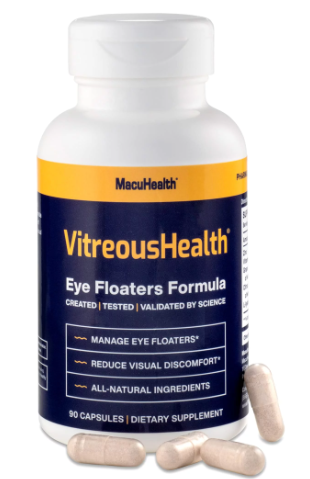 MacuHealth®
VitreousHealth®
Eye Floaters Formula
CREATED | TESTED | VALIDATED BY SCIENCE
MANAGE EYE FLOATERS*
REDUCE VISUAL DISCOMFORT*
ALL-NATURAL INGREDIENTS
90 CAPSULES | DIETARY SUPPLEMENT